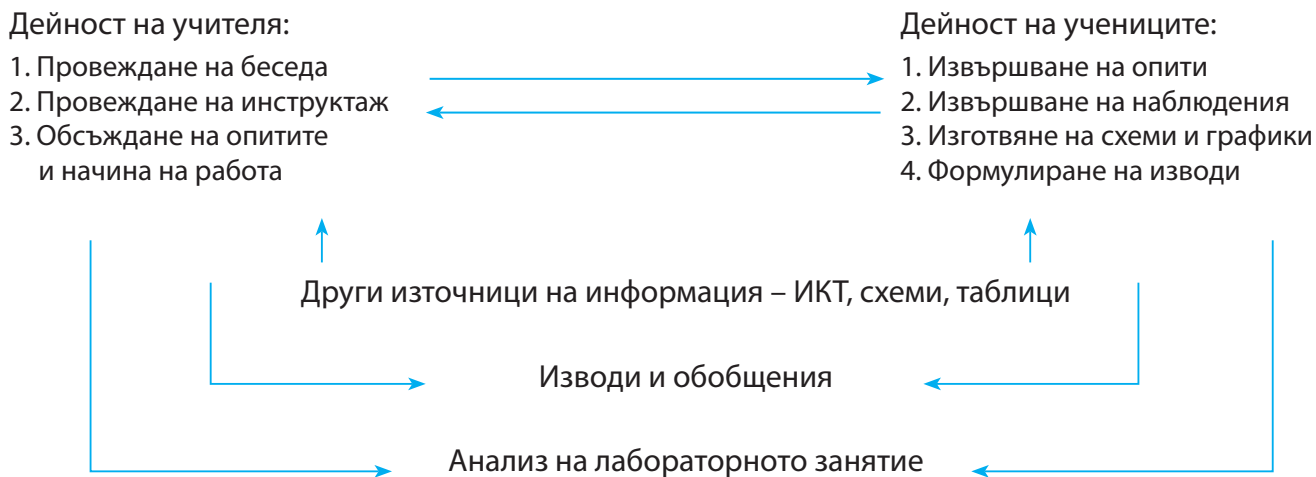 Дейност на учителя:
1. Провеждане на беседа
2. Провеждане на инструктаж
3. Обсъждане на опитите
и начина на работа
Дейност на учениците:
1. Извършване на опити
2. Извършване на наблюдения
3. Изготвяне на схеми и графики
4. Формулиране на изводи
Други източници на информация – ИКТ, схеми, таблици
Изводи и обобщения
Анализ на лабораторното занятие